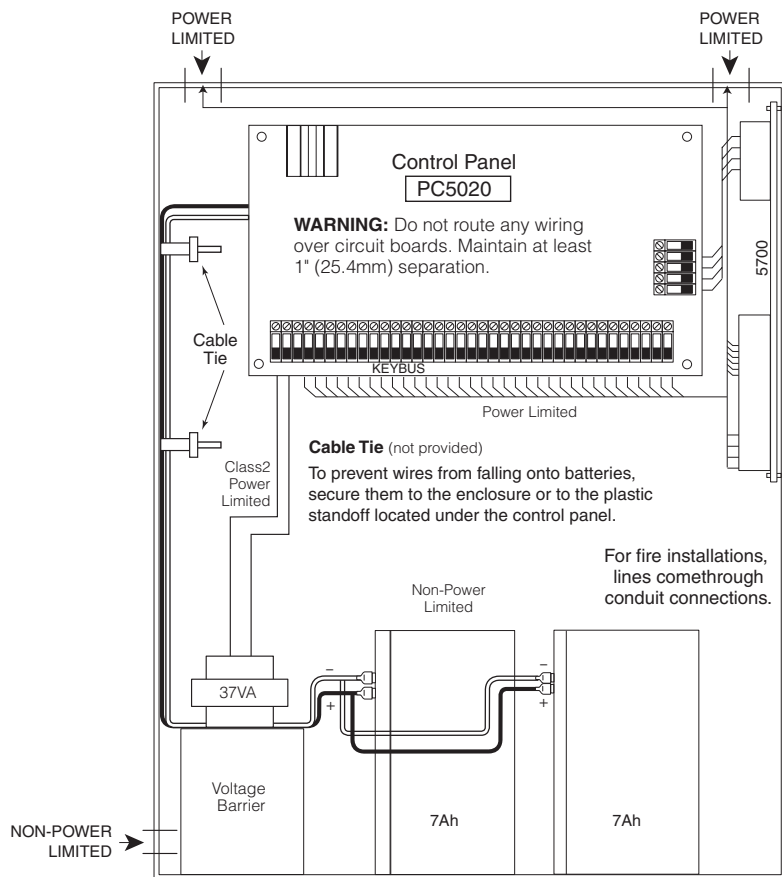 POWER
LIMITED
POWER
LIMITED
Control Panel
PC5020
WARNING: Do not route any wiring
over circuit boards. Maintain at least
1" (25.4mm) separation.
5700
Cable
Tie
KEYBUS
Power Limited
Cable Tie (not provided)
To prevent wires from falling onto batteries,
secure them to the enclosure or to the plastic
standoff located under the control panel.
Class2
Power
Limited
For fire installations,
lines comethrough
conduit connections.
Non-Power
Limited
37VA
–
+
–
+
Voltage
Barrier
7Ah
7Ah
NON-POWER
LIMITED